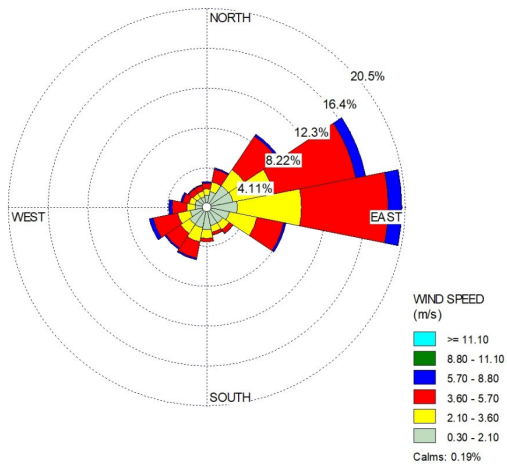 NORTH
20.5%
16.4%
12.3%
8.22%
4.11%
WEST
EAST
SOUTH
WIND SPEED
(m/s)
>= 11.10
8.80 - 11.10
5.70 - 8.80
3.60 - 5.70
2.10 - 3.60
0.30 - 2.10
Calms: 0.19%